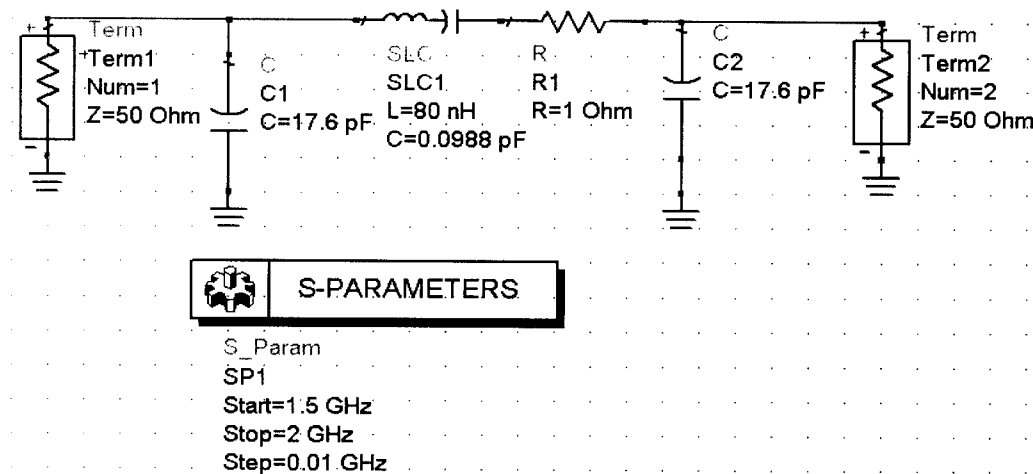 Term
Term1
Num=1
Z=50 Ohm
C
C1
C=17.6 pF
SLC
SLC1
L=80 nH
C=0.0988 pF
R
R1
R=1 Ohm
C
C2
C=17.6 pF
Term
Term2
Num=2
Z=50 Ohm
S-PARAMETERS
S_Param
SP1
Start=1.5 GHz
Stop=2 GHz
Step=0.01 GHz